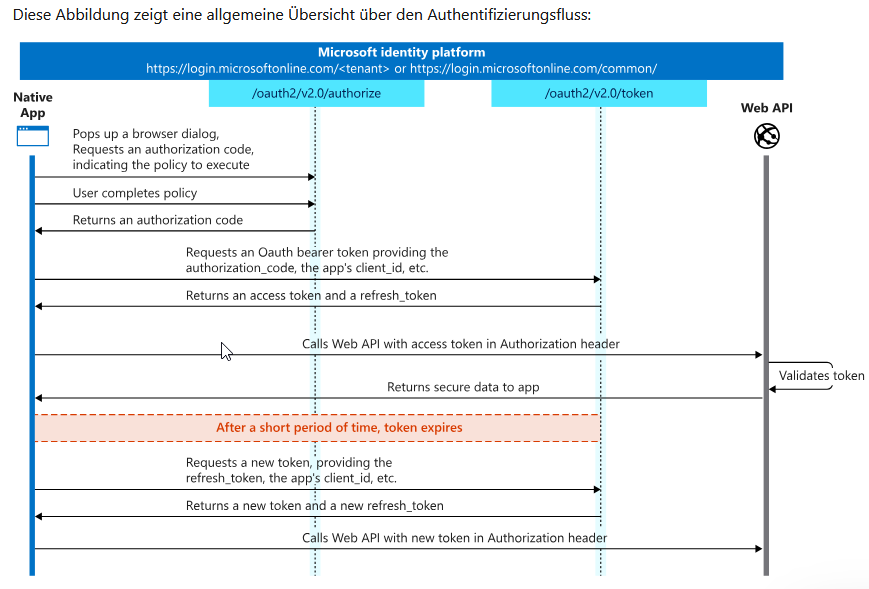 Diese Abbildung zeigt eine allgemeine Übersicht über den Authentifizierungsfluss:
Microsoft identity platform
https://login.microsoftonline.com/<tenant> or https://login.microsoftonline.com/common/
/oauth2/v2.0/authorize
/oauth2/v2.0/token
Native
App
Web API
Pops up a browser dialog,
Requests an authorization code,
indicating the policy to execute
User completes policy
Returns an authorization code
Requests an Oauth bearer token providing the
authorization_code, the app's client_id, etc.
Returns an access token and a refresh_token
Calls Web API with access token in Authorization header
Validates token
Returns secure data to app
After a short period of time, token expires
Requests a new token, providing the
refresh_token, the app's client_id, etc.
Returns a new token and a new refresh_token
Calls Web API with new token in Authorization header